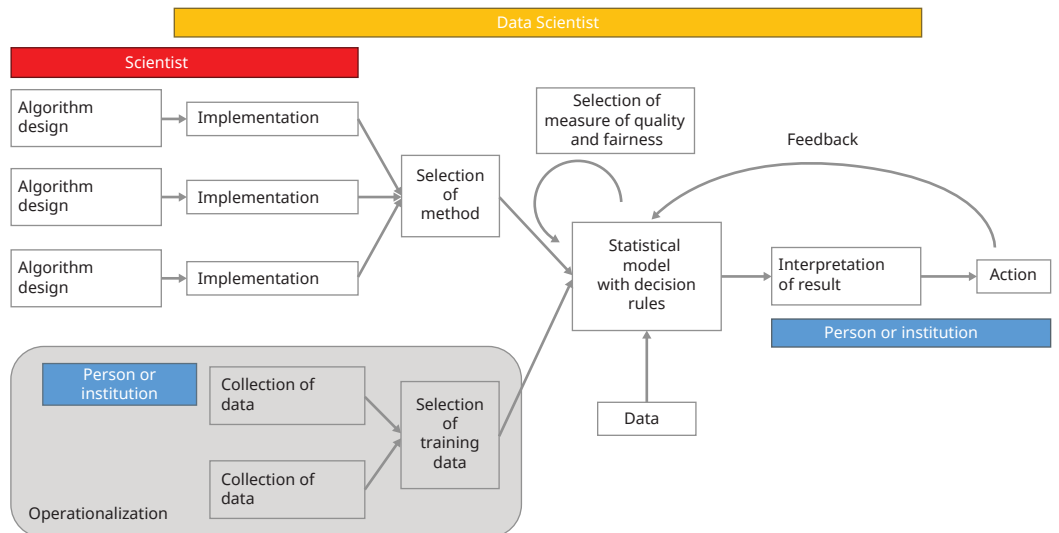 Data Scientist
Scientist
Algorithm
design
Implementation
Algorithm
design
Implementation
Algorithm
design
Implementation
Selection
of
method
Selection of
measure of quality
and fairness
Feedback
Statistical
model
with decision
rules
Interpretation
of result
Action
Person or institution
Data
Person or
institution
Collection of
data
Selection
of
training
data
Collection of
data
Operationalization